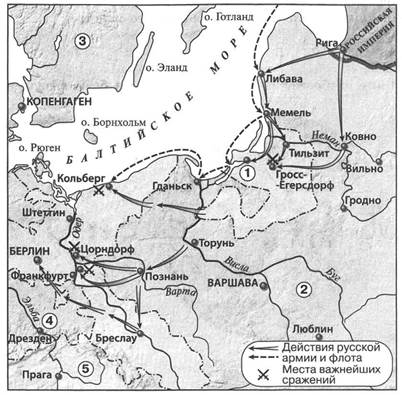 о. Готланд
РОССИЙСКАЯ
ИМПЕРИЯ
Рига
③
о. Эланд
БАЛТИЙСКОЕ МОРЕ
Либава
КОПЕНГАГЕН
о. Борнхольм
Мемель
о. Рюген
Неман
Ковно
Тильзит
①
Вильно
Кольберг
Гданьск
Гросс-
Егерсдорф
Гродно
Штеттин
Одер
Цорндорф
Торунь
БЕРЛИН
Висла
Буг
Франкфурт
Познань
Варта
ВАРШАВА
②
Эльба
④
Дрезден
Бреслау
Люблин
Прага
⑤
Действия русской
армии и флота
Места важнейших
сражений